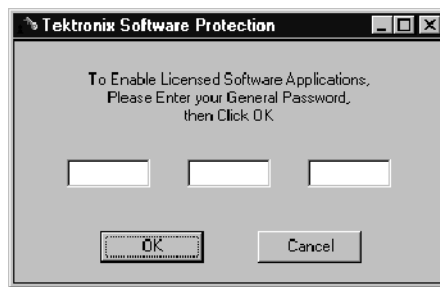 Tektronix Software Protection
To Enable Licensed Software Applications,
Please Enter your General Password,
then Click OK
OK
Cancel